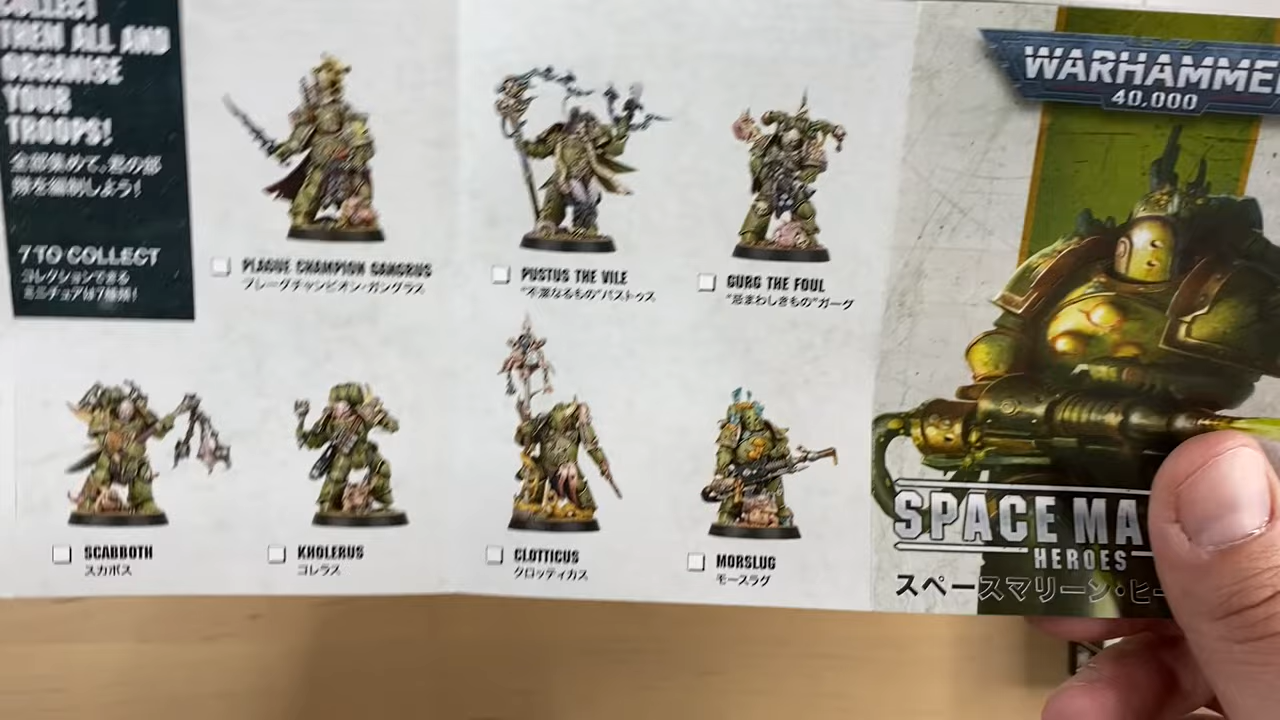 COLLECT
THEM ALL AND
ORGANISE
YOUR
TROOPS!
全部集めて、君の部
隊を編制しよう!
7 TO COLLECT
コレクションできる
ミニチュアは7種類!
PLAGUE CHAMPION GANGRUS
プレーグチャンピオン・ガングラス
PUSTUS THE VILE
"不潔なるもの"パストゥス
GURG THE FOUL
"忌まわしきもの"ガーグ
SCABBOTH
スカボス
KHOLERUS
コレラス
CLOTTICUS
クロッティカス
MORSLUG
モースラグ
WARHAMME
40,000
SPACE MA
HEROES
スペースマリーン・ヒー